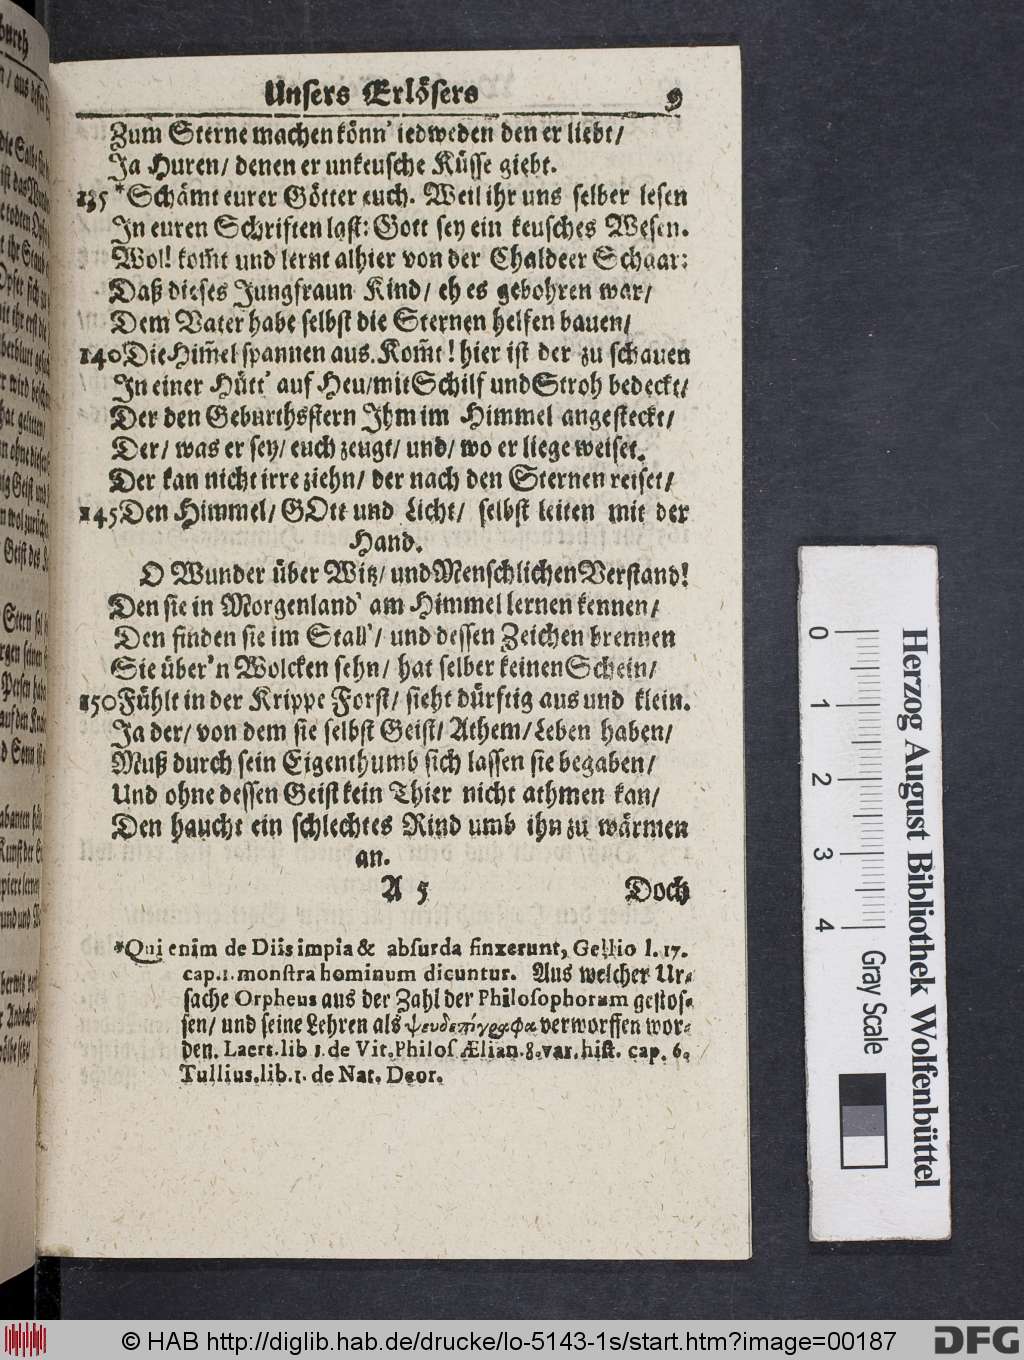 Unsers Erlösers 9
Zum Sterne machen könn' iedweden den er liebt/
Ja Huren/ denen er unkeusche Küsse giebt.
135 *Schämt eurer Götter euch. Weil ihr uns selber lesen
In euren Schriften last: Gott sey ein keusches Wesen.
Wol! kom̃t und lernt alhier von der Chaldeer Schaar:
Daß dieses Jungfraun Kind/ eh es gebohren war/
Dem Vater habe selbst die Sternen helfen bauen/
140 Die Him̃el spannen aus. Kom̃t! hier ist der zu schauen
In einer Hütt' auf Heu/ mit Schilf und Stroh bedeckt/
Der den Geburthsstern Ihm im Himmel angesteckt/
Der/ was er sey/ euch zeugt/ und/ wo er liege weiset.
Der kan nicht irre ziehn/ der nach den Sternen reiset/
145 Den Himmel/ GOtt und Licht/ selbst leiten mit der
Hand.
O Wunder über Witz/ und Menschlichen Verstand!
Den sie in Morgenland' am Himmel lernen kennen/
Den finden sie im Stall'/ und dessen Zeichen brennen
Sie über'n Wolcken sehn/ hat selber keinen Schein/
150 Fühlt in der Krippe Forst/ sieht dürftig aus und klein.
Ja der/ von dem sie selbst Geist/ Athem/ Leben haben/
Muß durch sein Eigenthumb sich lassen sie begaben/
Und ohne dessen Geist kein Thier nicht athmen kan/
Den haucht ein schlechtes Rind umb ihn zu wärmen
an.
A 5 Doch
*Qui enim de Diis impia & absurda finxerunt, Gellio l. 17.
cap. 1. monstra hominum dicuntur. Aus welcher Ur-
sache Orpheus aus der Zahl der Philosophorum gestos-
sen/ und seine Lehren als ψευδεπίγραφα verworffen wor-
den. Laert. lib 1. de Vit. Philos Ælian. 8. var. hist. cap. 6.
Tullius. lib. 1. de Nat. Deor.
Herzog August Bibliothek Wolfenbüttel
0 1 2 3 4 Gray Scale
© HAB http://diglib.hab.de/drucke/lo-5143-1s/start.htm?image=00187 DFG